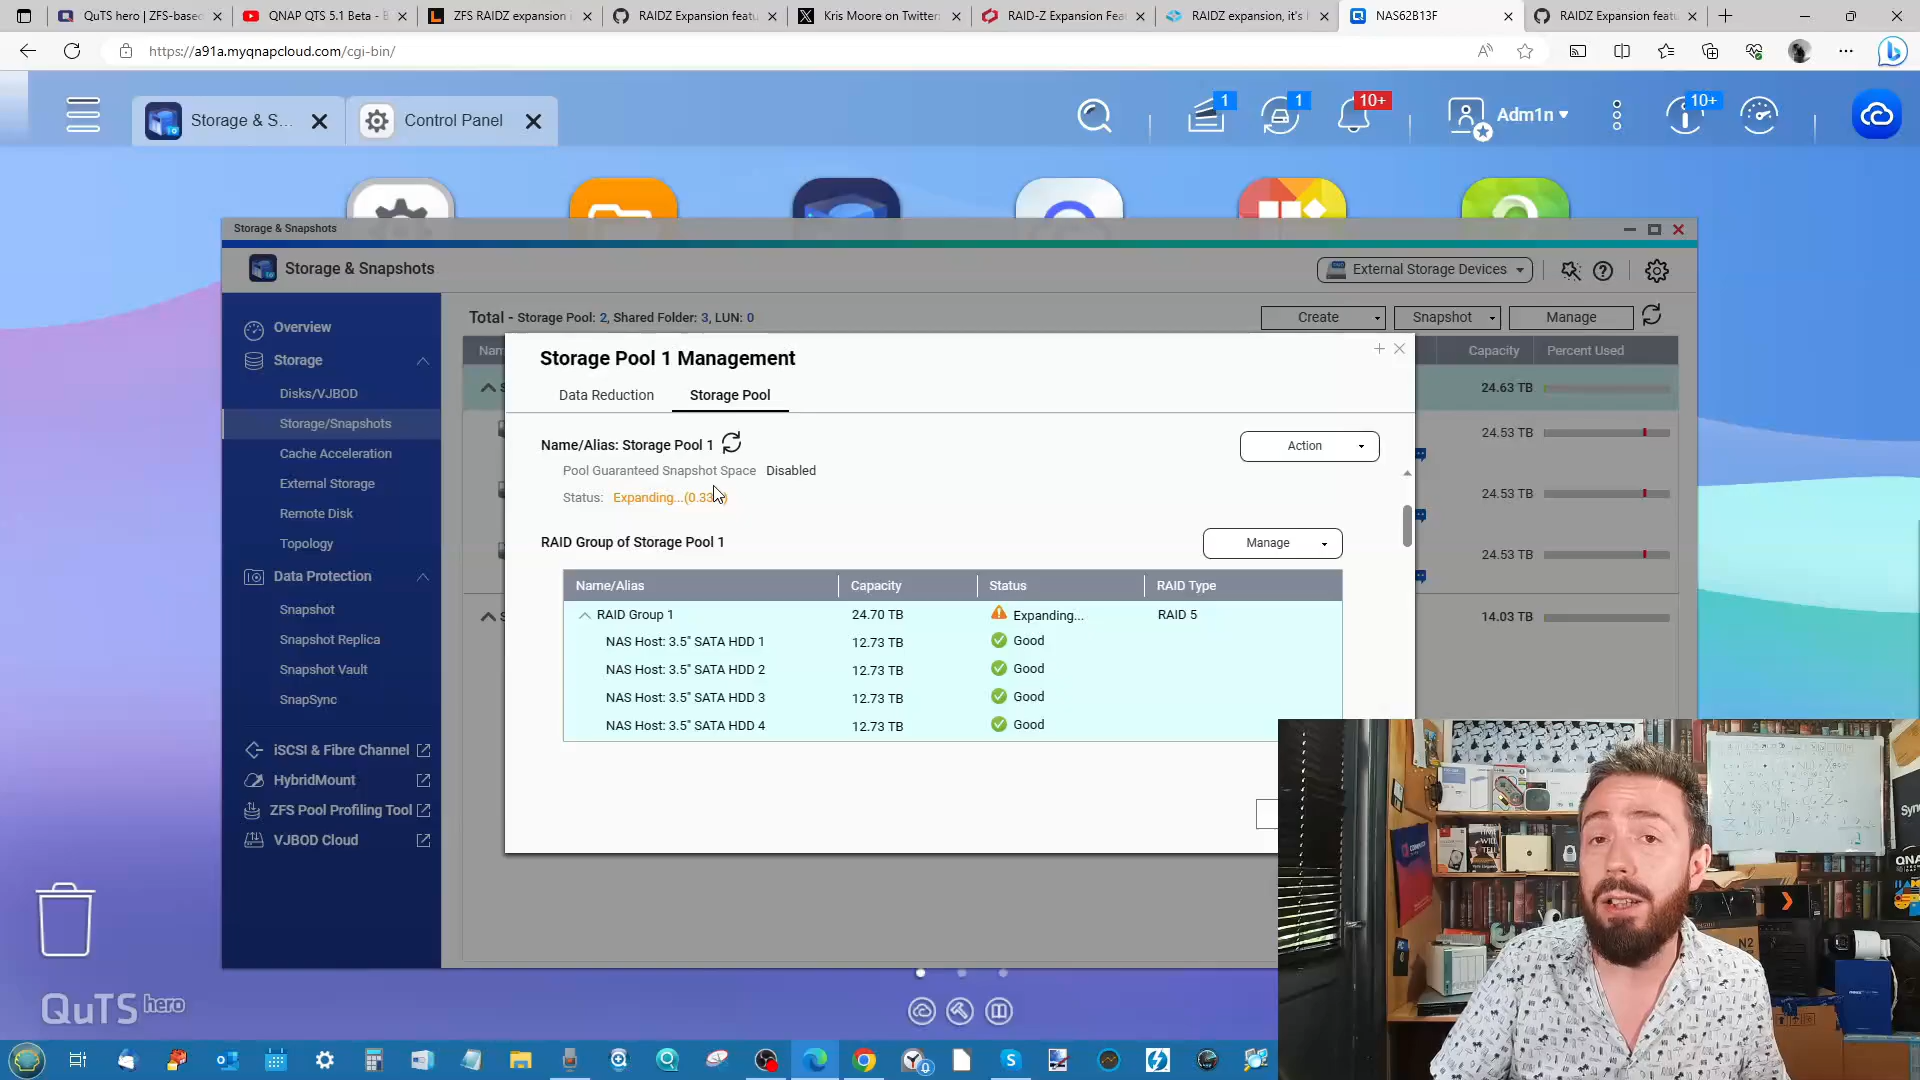 QuTS hero | ZFS-based
QNAP QTS 5.1 Beta - E
ZFS RAIDZ expansion i
RAIDZ Expansion featu
Kris Moore on Twitter:
RAID-Z Expansion Fea
RAIDZ expansion, it's
NAS62B13F
RAIDZ Expansion featu
https://a91a.myqnapcloud.com/cgi-bin/
Storage & S...
Control Panel
1
1
10+
Adm1n
10+
Storage & Snapshots
Storage & Snapshots
External Storage Devices
Overview
Storage
Disks/VJBOD
Storage/Snapshots
Cache Acceleration
External Storage
Remote Disk
Topology
Data Protection
Snapshot
Snapshot Replica
Snapshot Vault
SnapSync
iSCSI & Fibre Channel
HybridMount
ZFS Pool Profiling Tool
VJBOD Cloud
Total - Storage Pool: 2, Shared Folder: 3, LUN: 0
Create
Snapshot
Manage
Nam
Capacity
Percent Used
24.63 TB
24.53 TB
24.53 TB
24.53 TB
14.03 TB
Storage Pool 1 Management
Data Reduction
Storage Pool
Name/Alias: Storage Pool 1
Action
Pool Guaranteed Snapshot Space Disabled
Status: Expanding...(0.33
RAID Group of Storage Pool 1
Manage
Name/Alias Capacity Status RAID Type
RAID Group 1 24.70 TB Expanding... RAID 5
NAS Host: 3.5" SATA HDD 1 12.73 TB Good
NAS Host: 3.5" SATA HDD 2 12.73 TB Good
NAS Host: 3.5" SATA HDD 3 12.73 TB Good
NAS Host: 3.5" SATA HDD 4 12.73 TB Good
QuTS hero